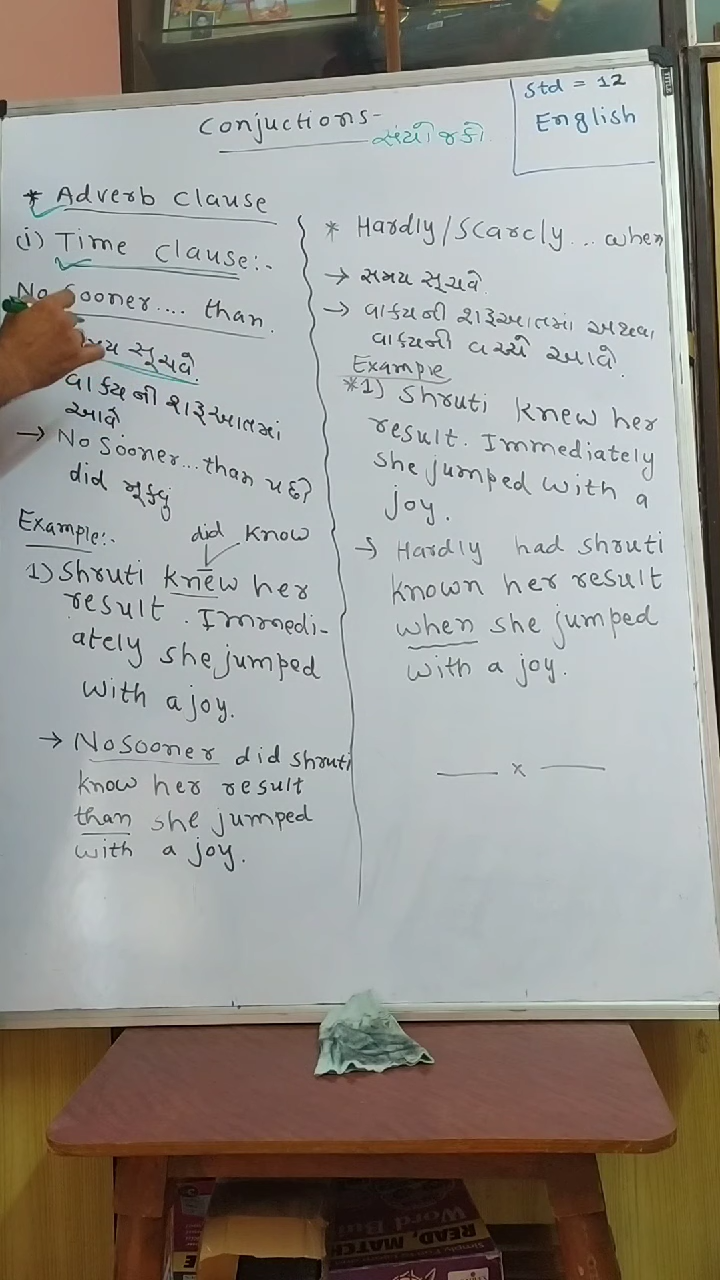 Conjuctions-
સંયોજકો.
Std = 12
English
* Adverb clause
(i) Time clause:-
No Sooner.... than.
સૂચવે.
વાક્યની શરૂઆતમાં
આવે
→ No Sooner... than પછી
did મૂકવું
Example:-
did know
1) Shruti knew her
result. Immedi-
ately she jumped
with a joy.
→ No Sooner did Shruti
know her result
than she jumped
with a joy.
* Hardly/Scarcly... when
→ સમય સૂચવે.
→ વાક્યની શરૂઆતમાં અથવા
વાક્યની વચ્ચે આવે.
Example
*1) Shruti knew her
result. Immediately
she jumped with a
joy.
→ Hardly had Shruti
known her result
when she jumped
with a joy.
x
READ, MATCH